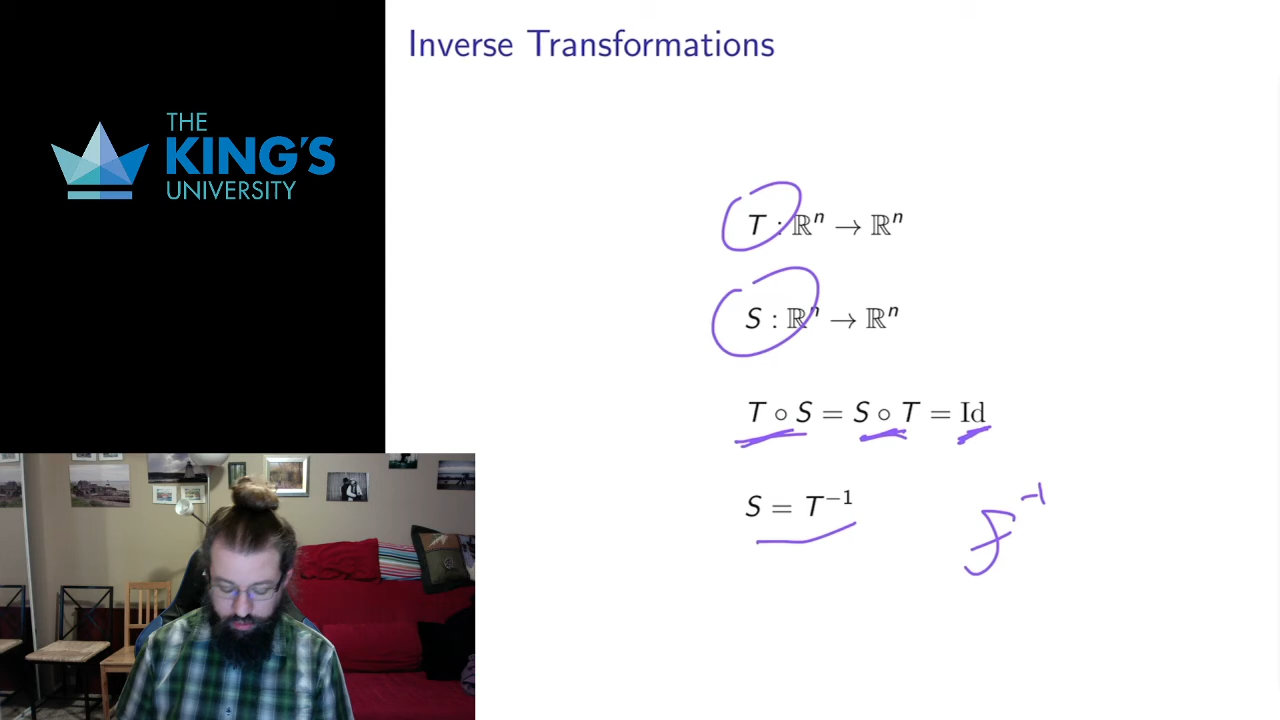 THE
KING'S
UNIVERSITY
Inverse Transformations
T : ℝⁿ → ℝⁿ
S : ℝⁿ → ℝⁿ
T ∘ S = S ∘ T = Id
S = T⁻¹
f⁻¹